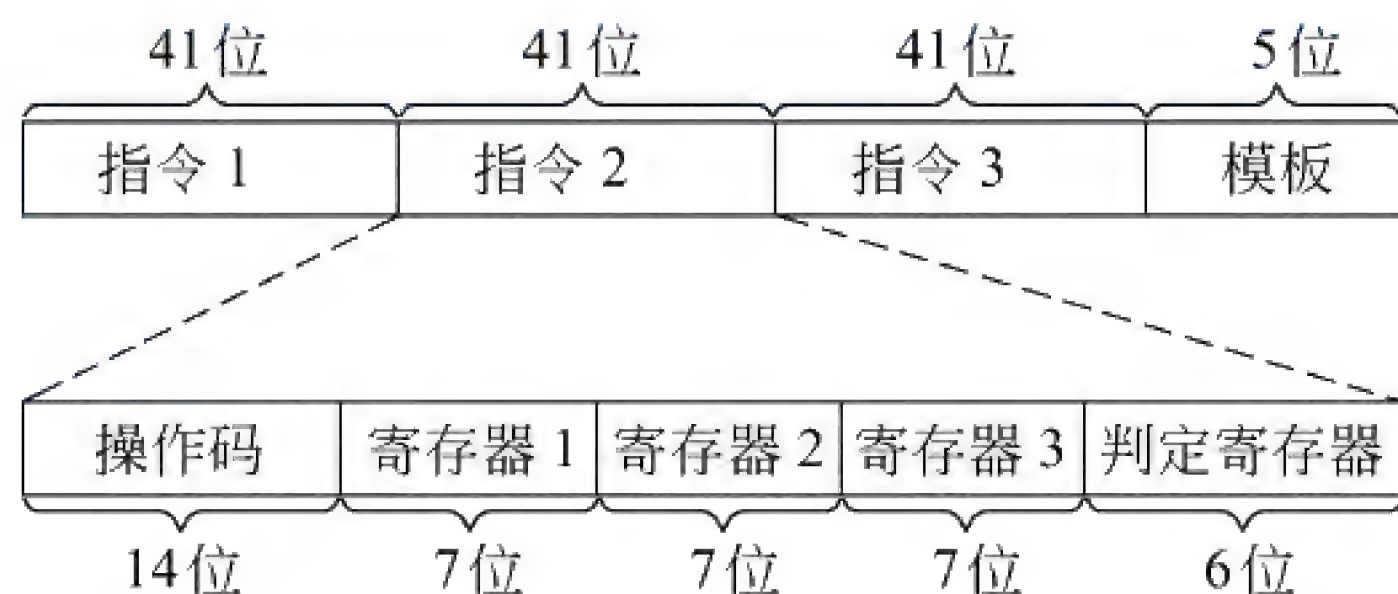 41位 41位 41位 5位
指令1 指令2 指令3 模板
操作码 寄存器1 寄存器2 寄存器3 判定寄存器
14位 7位 7位 7位 6位